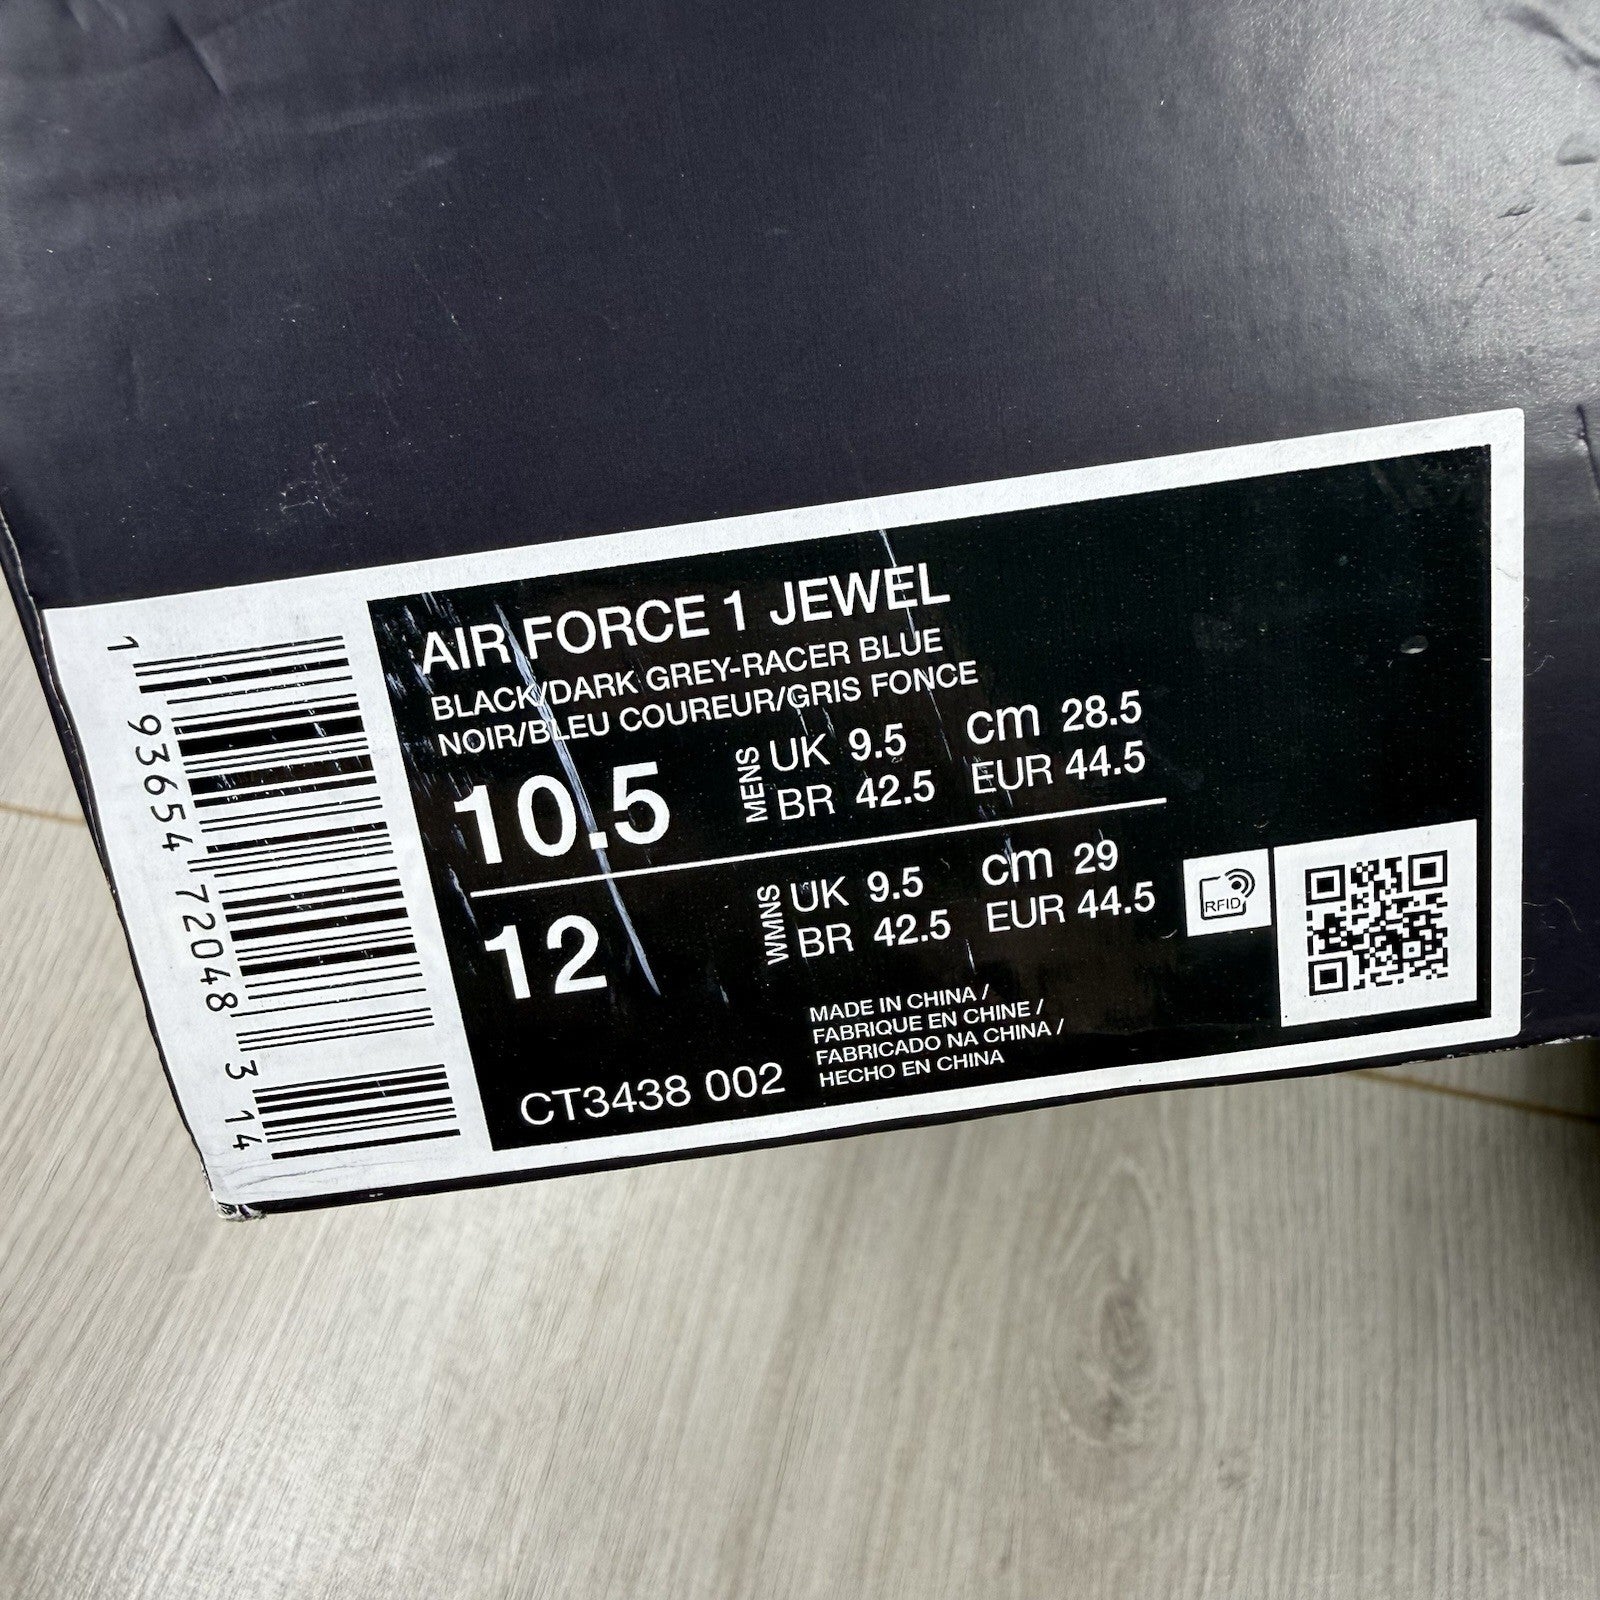 AIR FORCE 1 JEWEL
BLACK/DARK GREY-RACER BLUE
NOIR/BLEU COUREUR/GRIS FONCE
10.5 MENS UK 9.5 cm 28.5
BR 42.5 EUR 44.5
12 WMNS UK 9.5 cm 29
BR 42.5 EUR 44.5
RFID
MADE IN CHINA /
FABRIQUE EN CHINE /
FABRICADO NA CHINA /
HECHO EN CHINA
CT3438 002
1 93654 72048 3 14